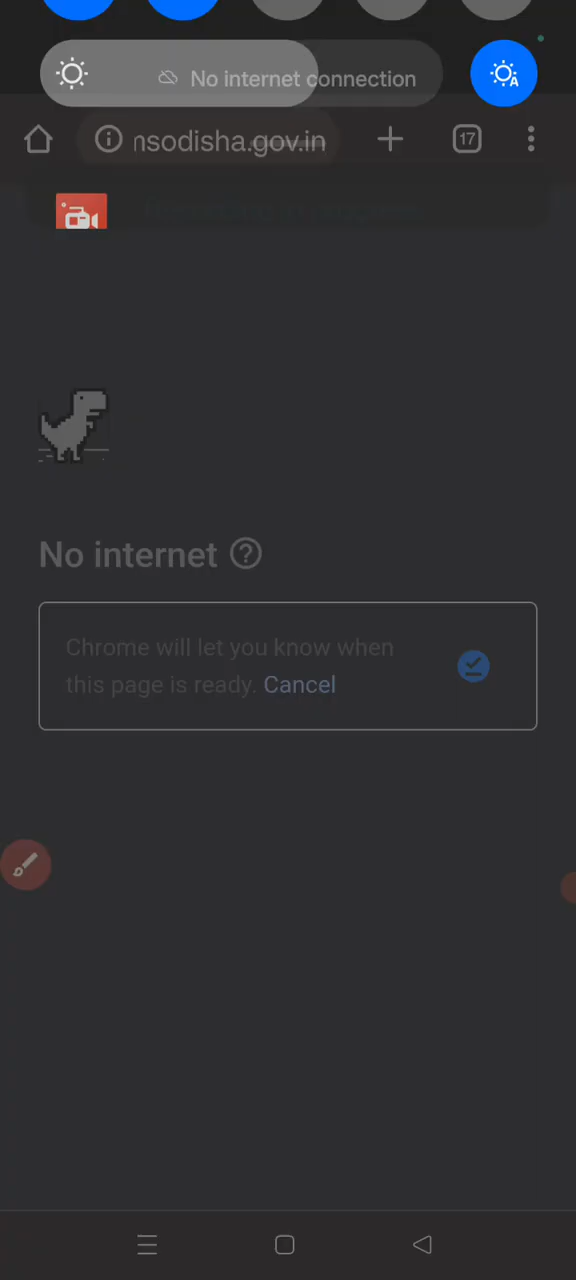 No internet connection
nsodisha.gov.in
17
No internet
Chrome will let you know when
this page is ready. Cancel